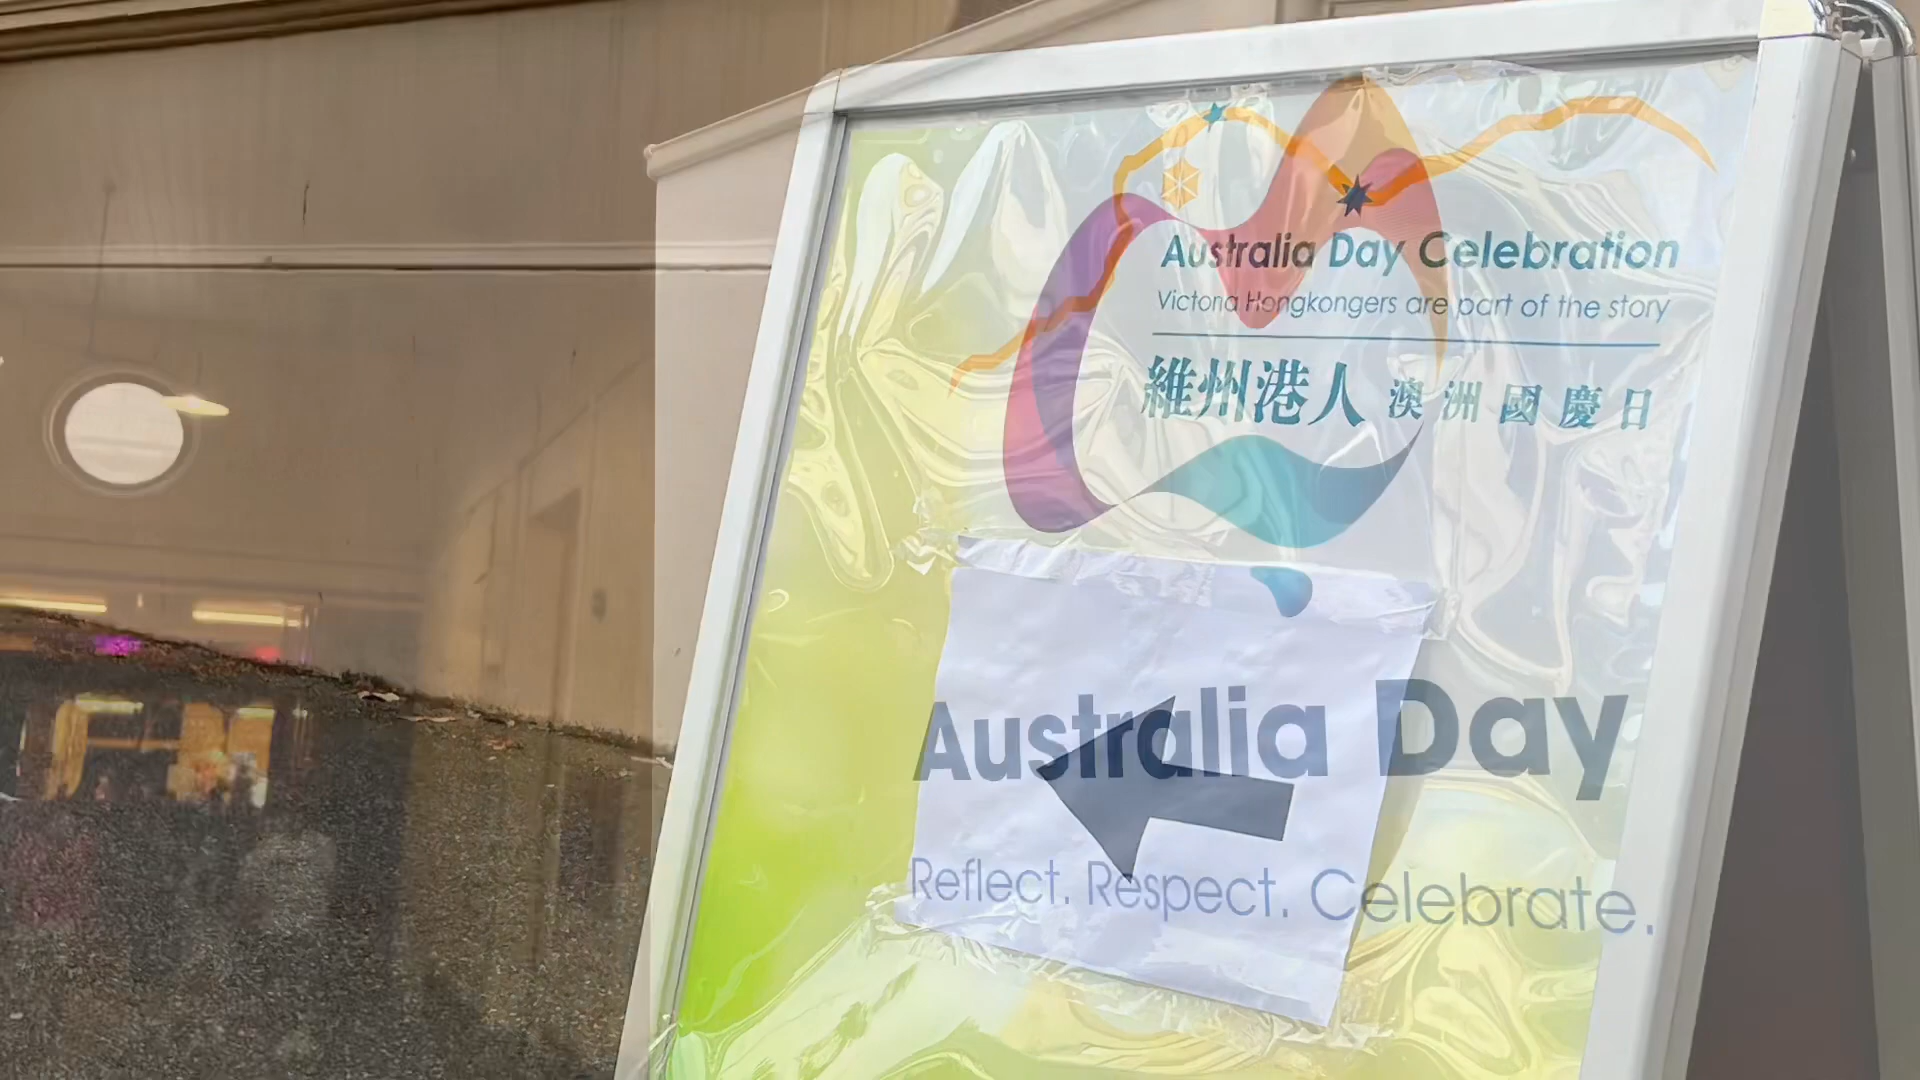 Australia Day Celebration
Victoria Hongkongers are part of the story
維州港人 澳洲國慶日
Australia Day
Reflect. Respect. Celebrate.